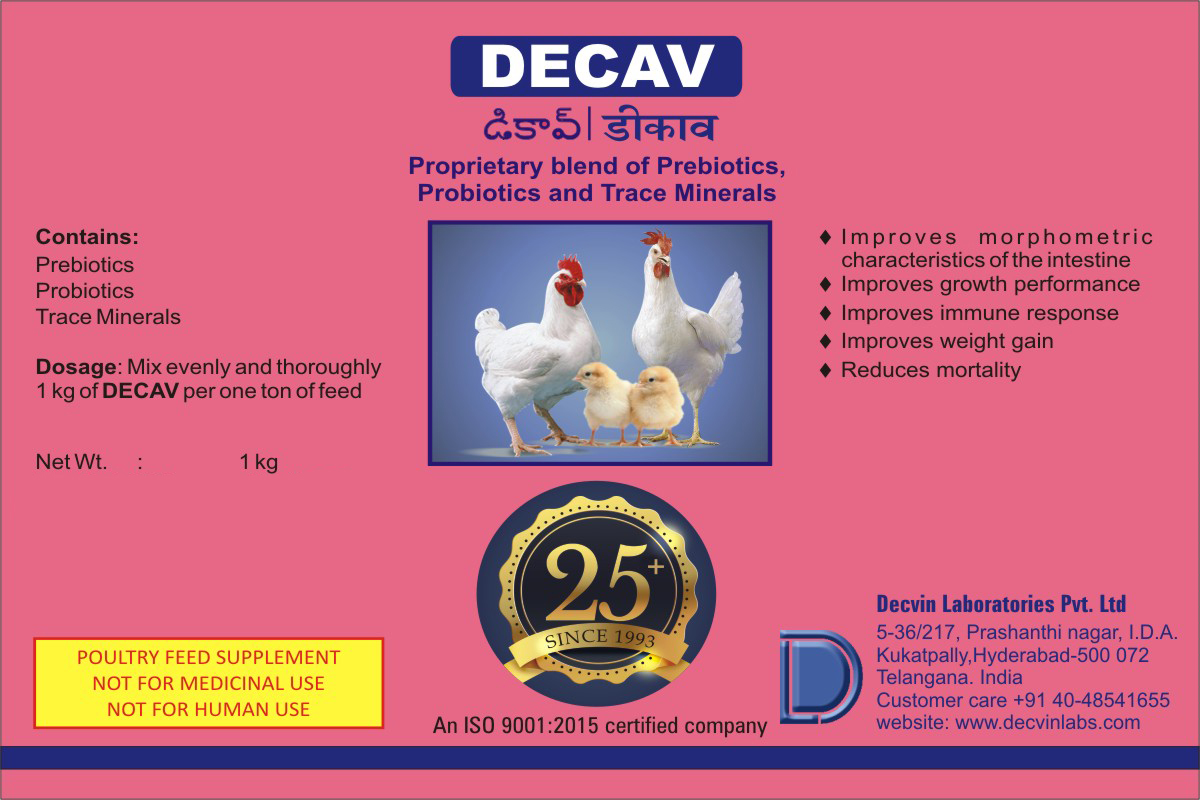 DECAV
డికావ్ | डीकाव
Proprietary blend of Prebiotics,
Probiotics and Trace Minerals
Contains:
Prebiotics
Probiotics
Trace Minerals
Dosage: Mix evenly and thoroughly
1 kg of DECAV per one ton of feed
Net Wt. : 1 kg
♦ Improves morphometric
characteristics of the intestine
♦ Improves growth performance
♦ Improves immune response
♦ Improves weight gain
♦ Reduces mortality
25+
SINCE 1993
An ISO 9001:2015 certified company
POULTRY FEED SUPPLEMENT
NOT FOR MEDICINAL USE
NOT FOR HUMAN USE
Decvin Laboratories Pvt. Ltd
5-36/217, Prashanthi nagar, I.D.A.
Kukatpally,Hyderabad-500 072
Telangana. India
Customer care +91 40-48541655
website: www.decvinlabs.com